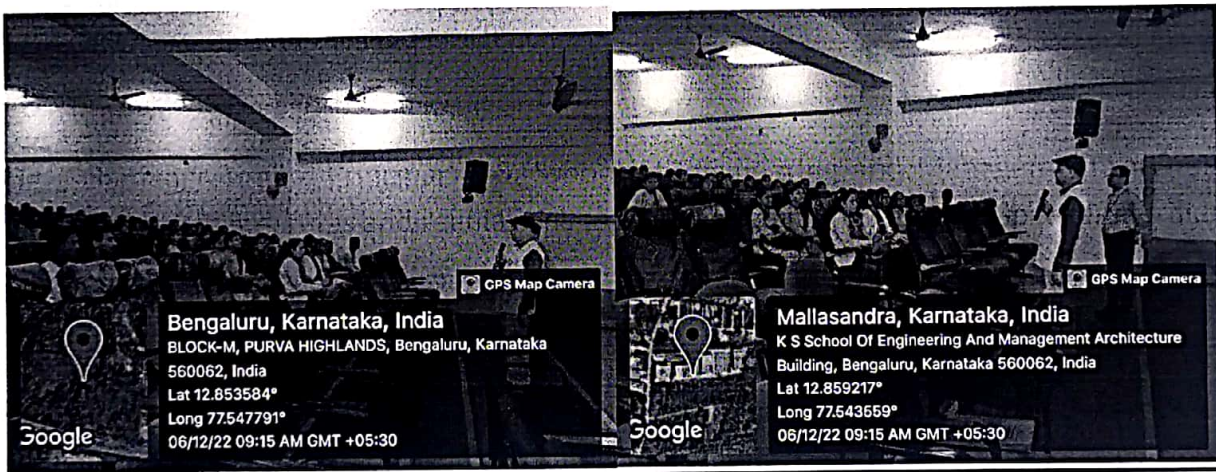 GPS Map Camera
Bengaluru, Karnataka, India
BLOCK-M, PURVA HIGHLANDS, Bengaluru, Karnataka
560062, India
Lat 12.853584°
Long 77.547791°
06/12/22 09:15 AM GMT +05:30
Google
GPS Map Camera
Mallasandra, Karnataka, India
K S School Of Engineering And Management Architecture
Building, Bengaluru, Karnataka 560062, India
Lat 12.859217°
Long 77.543559°
06/12/22 09:15 AM GMT +05:30
Google